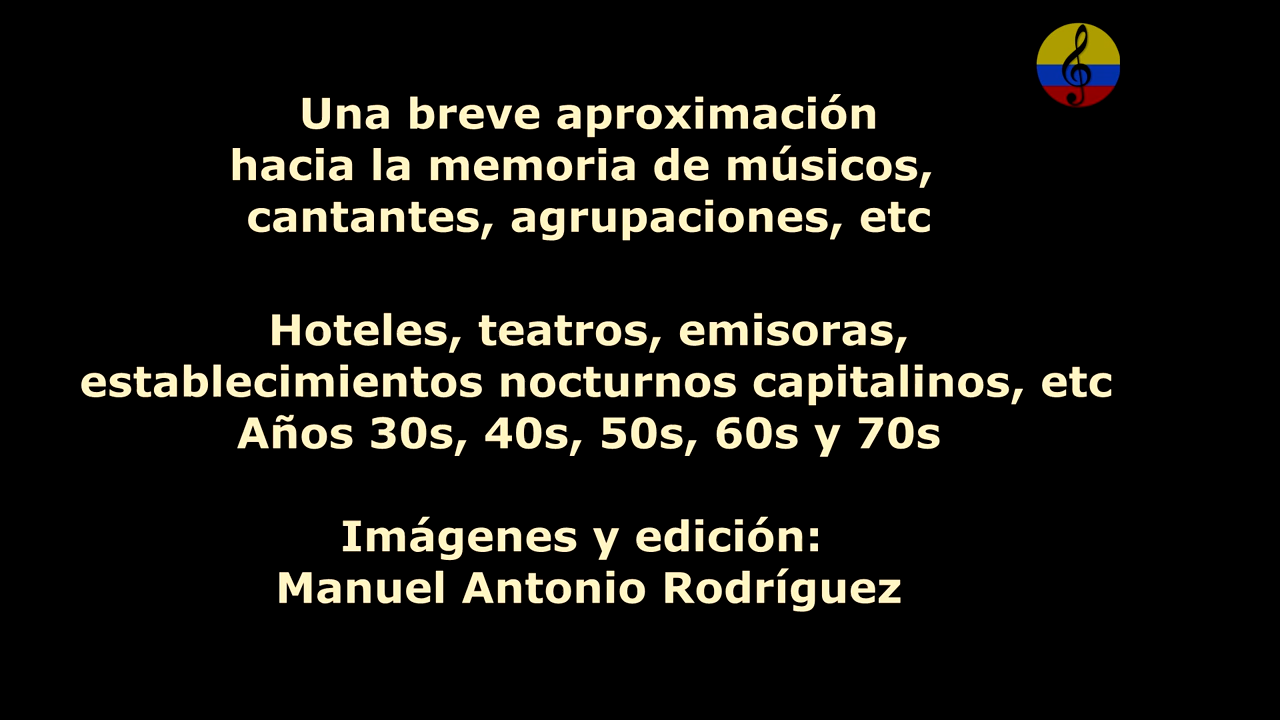 Una breve aproximación
hacia la memoria de músicos,
cantantes, agrupaciones, etc
Hoteles, teatros, emisoras,
establecimientos nocturnos capitalinos, etc
Años 30s, 40s, 50s, 60s y 70s
Imágenes y edición:
Manuel Antonio Rodríguez